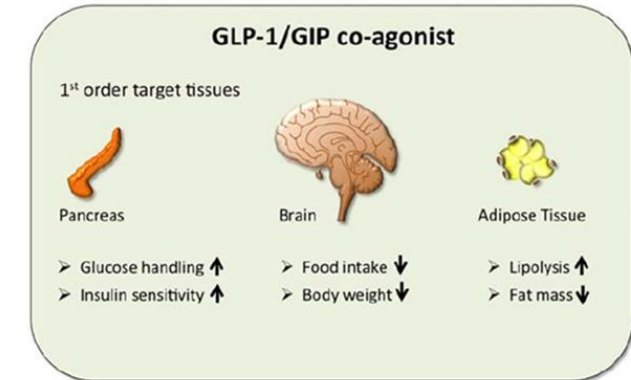 GLP-1/GIP co-agonist
1st order target tissues
Pancreas
Brain
Adipose Tissue
➢ Glucose handling ↑
➢ Insulin sensitivity ↑
➢ Food intake ↓
➢ Body weight ↓
➢ Lipolysis ↑
➢ Fat mass ↓